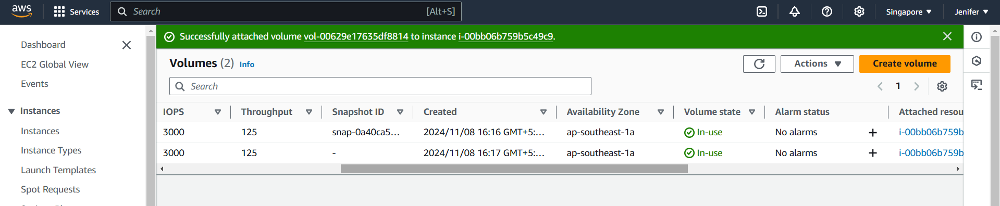 aws Services Search [Alt+S] Singapore Jenifer
Dashboard
EC2 Global View
Events
Instances
Instances
Instance Types
Launch Templates
Spot Requests
Successfully attached volume vol-00629e17635df8814 to instance i-00bb06b759b5c49c9.
Volumes (2) Info Actions Create volume
Search 1
IOPS Throughput Snapshot ID Created Availability Zone Volume state Alarm status Attached resou
3000 125 snap-0a40ca5... 2024/11/08 16:16 GMT+5:... ap-southeast-1a In-use No alarms + i-00bb06b759b
3000 125 - 2024/11/08 16:17 GMT+5:... ap-southeast-1a In-use No alarms + i-00bb06b759b